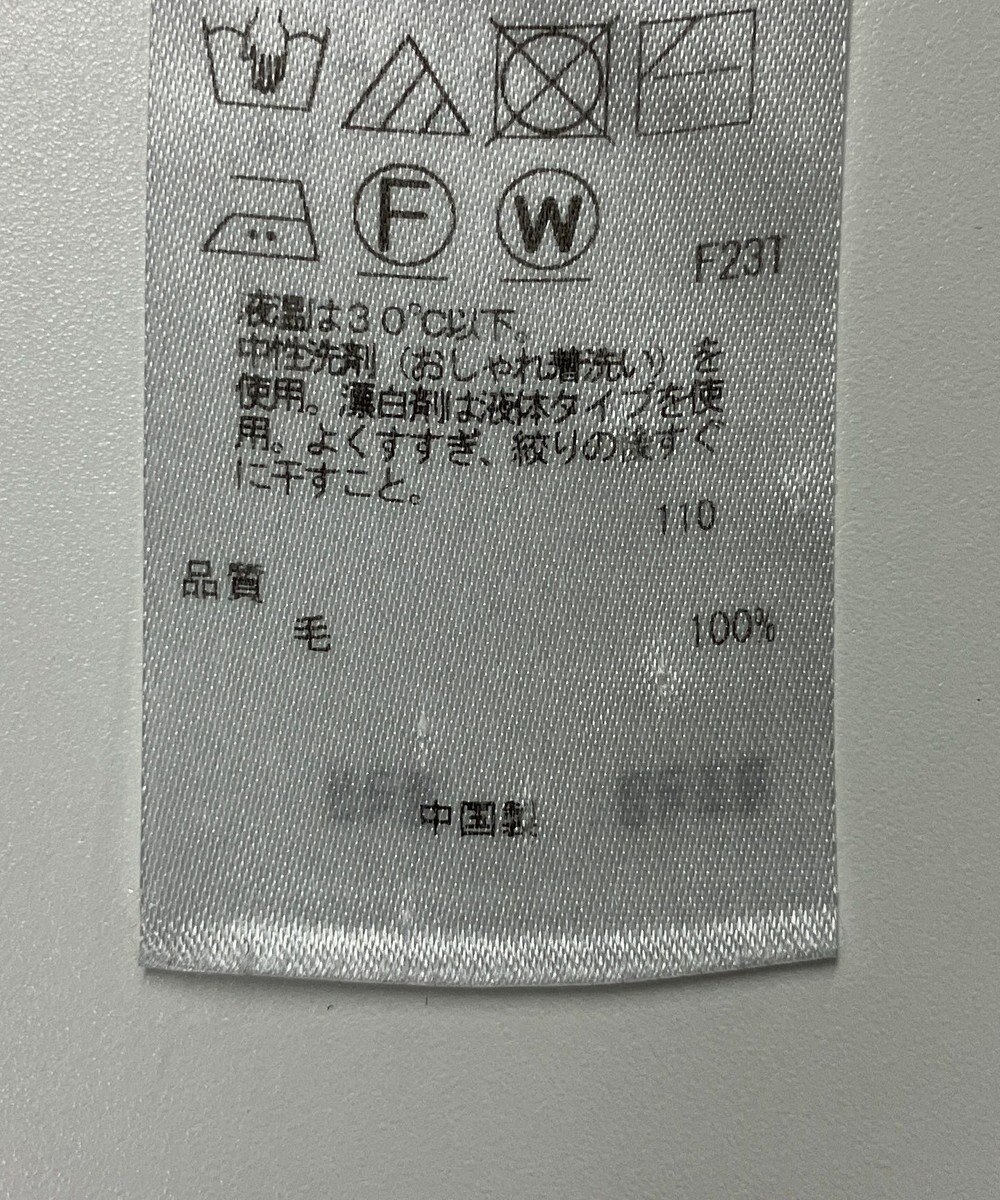 F W
F231
液温は30℃以下。
中性洗剤（おしゃれ着洗い）を
使用。漂白剤は液体タイプを使
用。よくすすぎ、絞りの後すぐ
に干すこと。
110
品質
毛 100%
中国製